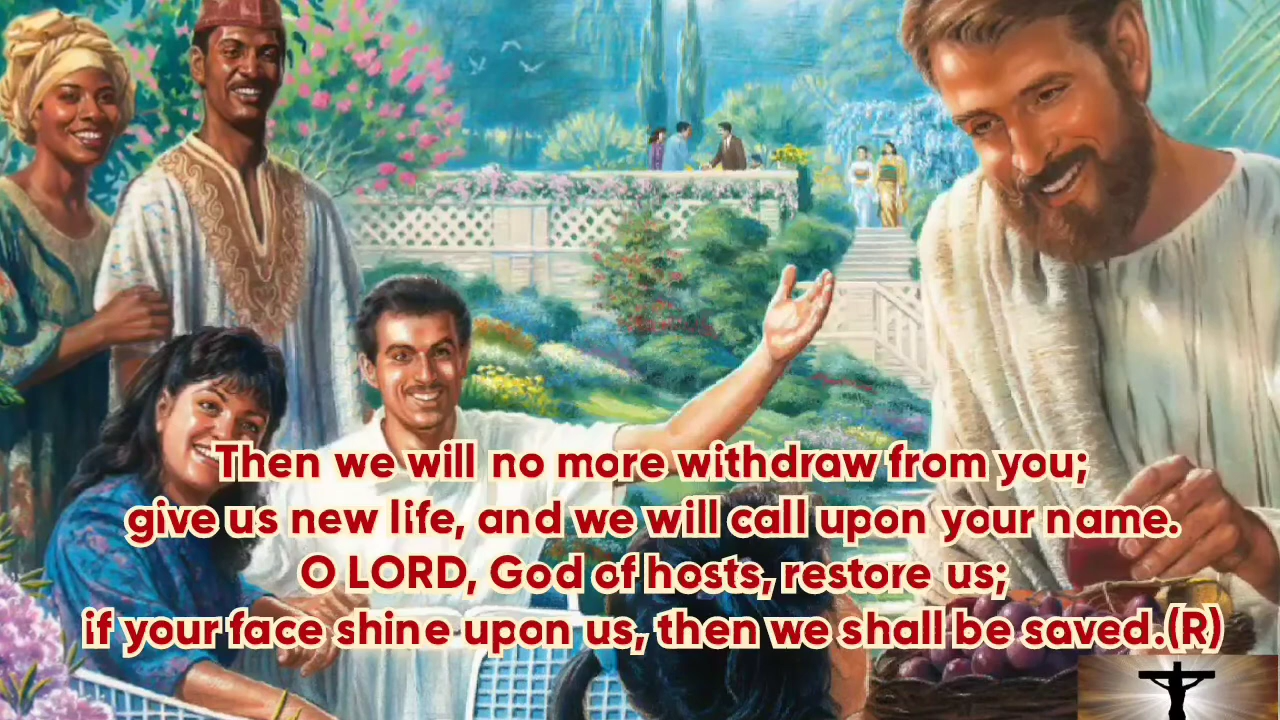 Then we will no more withdraw from you;
give us new life, and we will call upon your name.
O LORD, God of hosts, restore us;
if your face shine upon us, then we shall be saved.(R)